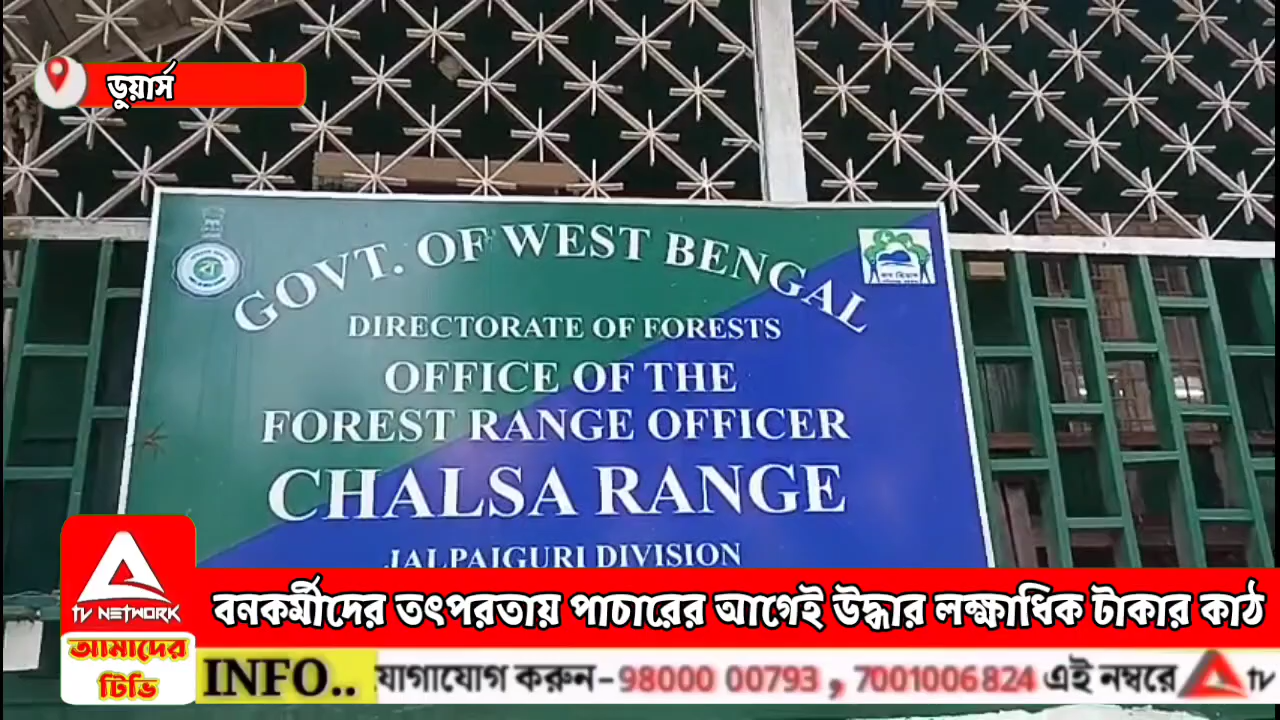 ডুয়ার্স
GOVT. OF WEST BENGAL
DIRECTORATE OF FORESTS
OFFICE OF THE
FOREST RANGE OFFICER
CHALSA RANGE
JALPAIGURI DIVISION
TV NETWORK
আমাদের
টিভি
বনকর্মীদের তৎপরতায় পাচারের আগেই উদ্ধার লক্ষাধিক টাকার কাঠ
INFO.. যোগাযোগ করুন-98000 00793 , 7001006824 এই নম্বরে
tv